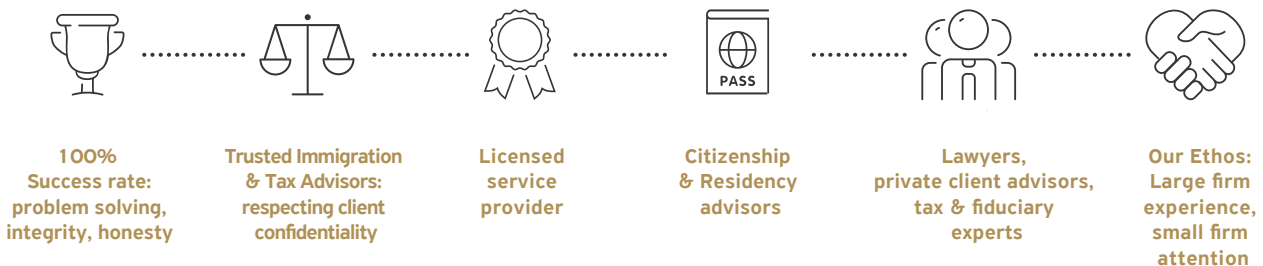 PASS
100%
Success rate:
problem solving,
integrity, honesty
Trusted Immigration
& Tax Advisors:
respecting client
confidentiality
Licensed
service
provider
Citizenship
& Residency
advisors
Lawyers,
private client advisors,
tax & fiduciary
experts
Our Ethos:
Large firm
experience,
small firm
attention